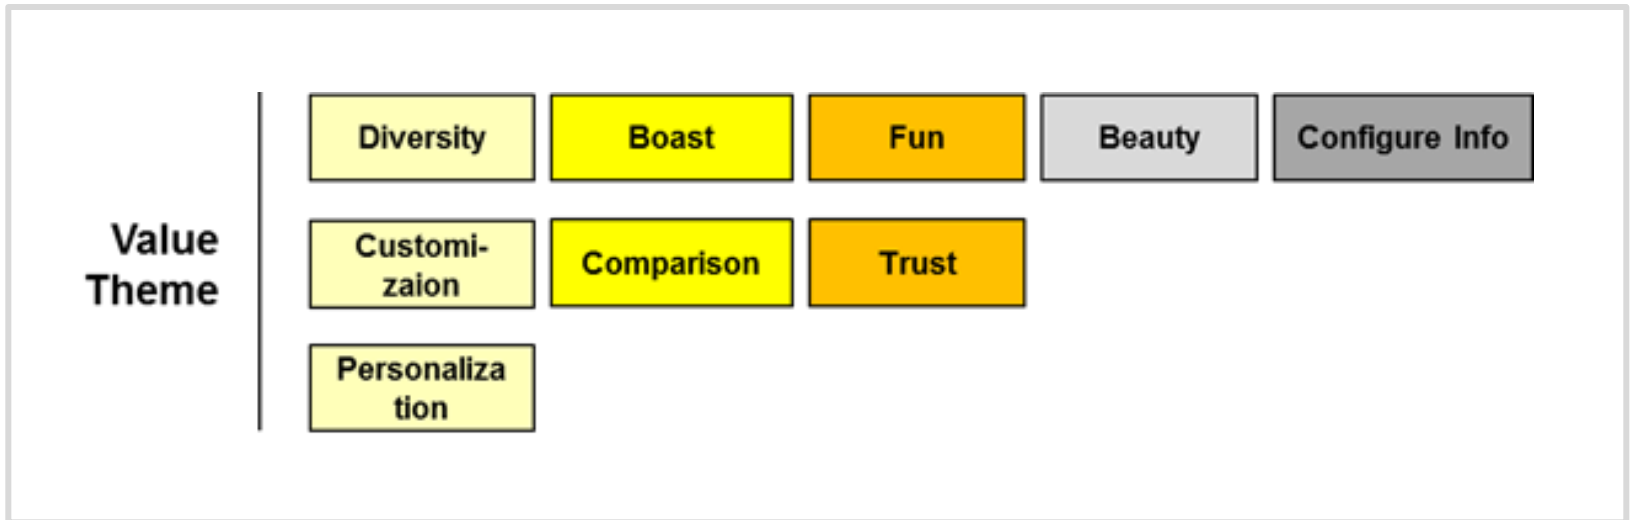 Value
Theme
Diversity
Boast
Fun
Beauty
Configure Info
Customi-
zaion
Comparison
Trust
Personaliza
tion